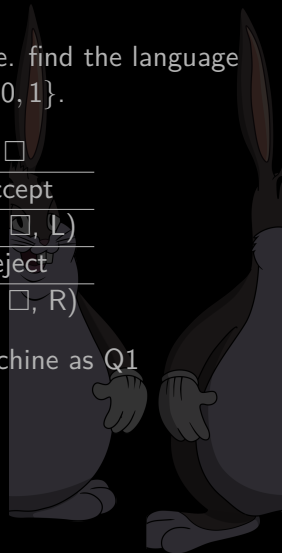 e. find the language
0, 1}.
□
ccept
□, L)
eject
□, R)
chine as Q1